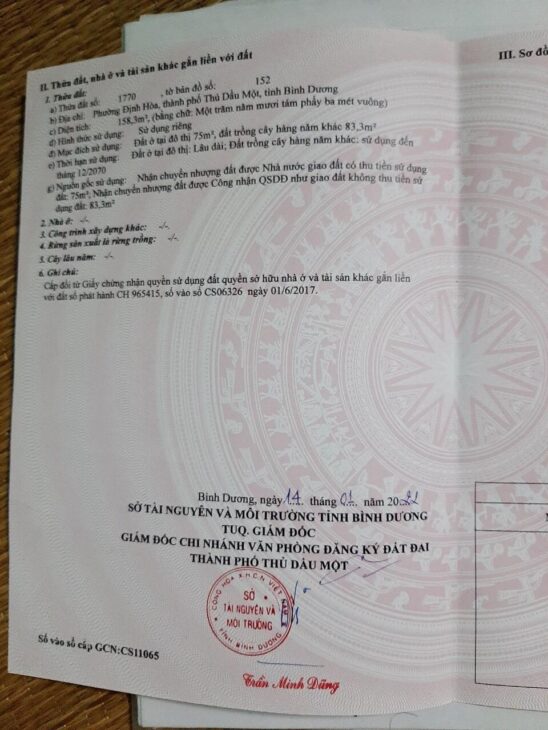 II. Thửa đất, nhà ở và tài sản khác gắn liền với đất
III. Sơ đồ
1. Thửa đất:
a) Thửa đất số: 1770 , tờ bản đồ số: 152
b) Địa chỉ: Phường Định Hòa, thành phố Thủ Dầu Một, tỉnh Bình Dương
c) Diện tích: 158,3m², (bằng chữ: Một trăm năm mươi tám phẩy ba mét vuông)
d) Hình thức sử dụng: Sử dụng riêng
đ) Mục đích sử dụng: Đất ở tại đô thị 75m², đất trồng cây hàng năm khác 83,3m²
e) Thời hạn sử dụng: Đất ở tại đô thị: Lâu dài; Đất trồng cây hàng năm khác: sử dụng đến
tháng 12/2070
g) Nguồn gốc sử dụng: Nhận chuyển nhượng đất được Nhà nước giao đất có thu tiền sử dụng
đất: 75m²; Nhận chuyển nhượng đất được Công nhận QSDĐ như giao đất không thu tiền sử
dụng đất: 83,3m²
2. Nhà ở: -/-
3. Công trình xây dựng khác: -/-
4. Rừng sản xuất là rừng trồng: -/-
5. Cây lâu năm: -/-
6. Ghi chú:
Cấp đổi từ Giấy chứng nhận quyền sử dụng đất quyền sở hữu nhà ở và tài sản khác gắn liền
với đất số phát hành CH 965415, số vào sổ CS06326 ngày 01/6/2017.
Bình Dương, ngày 14 tháng 01 năm 2022
SỞ TÀI NGUYÊN VÀ MÔI TRƯỜNG TỈNH BÌNH DƯƠNG
TUQ. GIÁM ĐỐC
GIÁM ĐỐC CHI NHÁNH VĂN PHÒNG ĐĂNG KÝ ĐẤT ĐAI
THÀNH PHỐ THỦ DẦU MỘT
CỘNG HÒA X.H.C.N VIỆT NAM
SỞ
TÀI NGUYÊN VÀ
MÔI TRƯỜNG
TỈNH BÌNH DƯƠNG
Số vào sổ cấp GCN:CS11065
Trần Minh Dũng